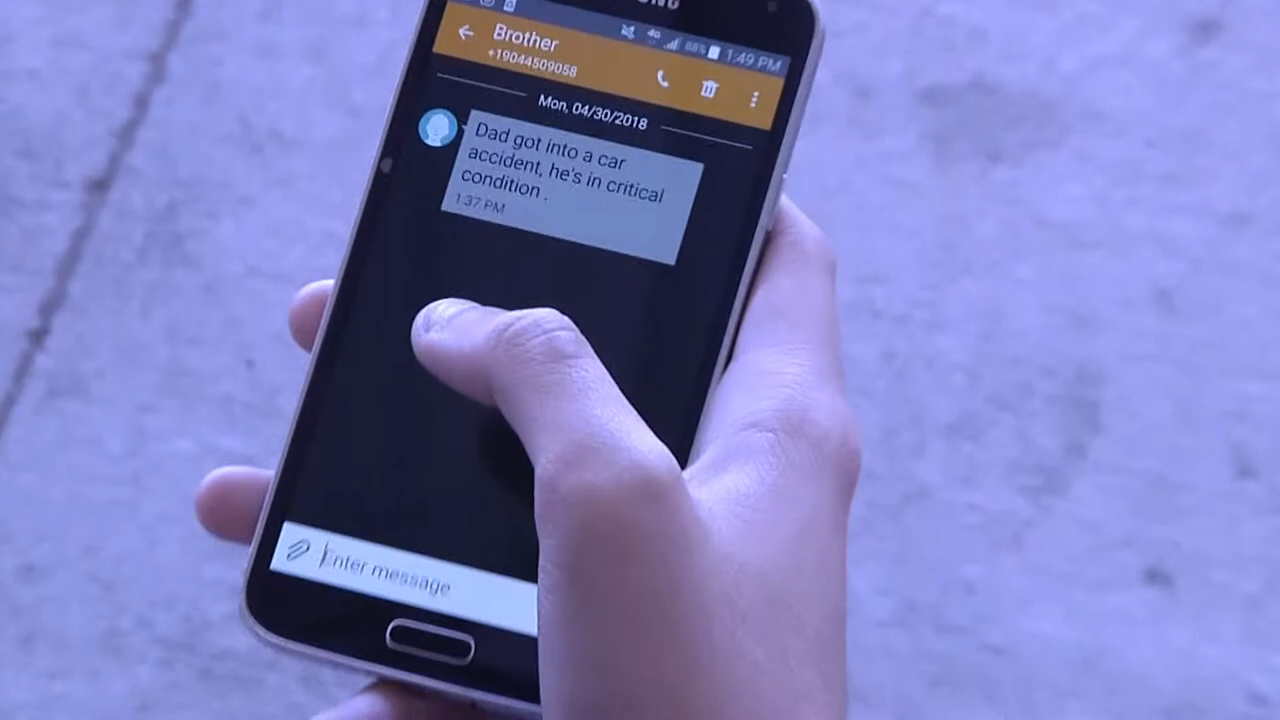 4G 88% 1:49 PM
Brother
+19044509058
Mon, 04/30/2018
Dad got into a car
accident, he's in critical
condition .
1:37 PM
Enter message